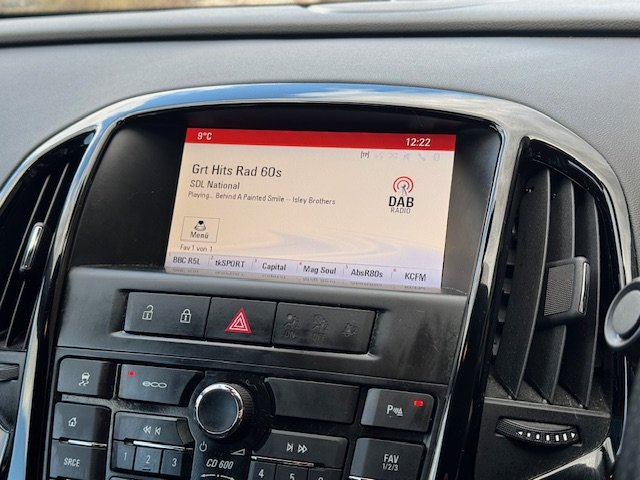 9°C 12:22
[TP]
Grt Hits Rad 60s
SDL National
Playing... Behind A Painted Smile -- Isley Brothers
DAB
RADIO
Menü
Fav 1 von 1
BBC R5L tkSPORT Capital Mag Soul AbsR80s KCFM
eco
SRCE
1 2 3
CD 600
4 5 6
FAV
1/2/3